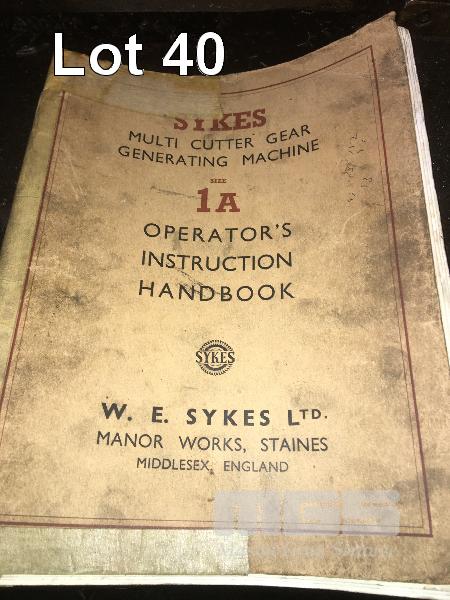 Lot 40
SYKES
MULTI CUTTER GEAR
GENERATING MACHINE
SIZE
1A
OPERATOR'S
INSTRUCTION
HANDBOOK
SYKES
W. E. SYKES LTD.
MANOR WORKS, STAINES
MIDDLESEX, ENGLAND
MGS